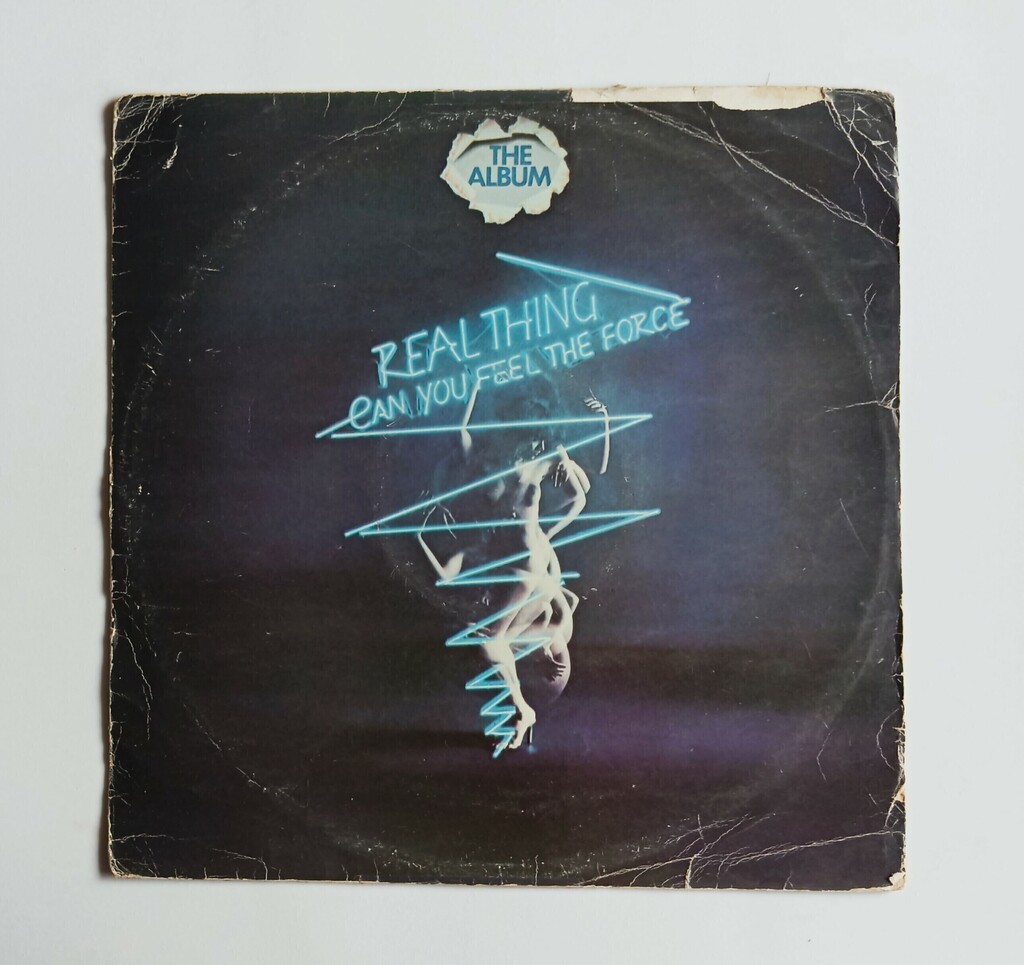 THE
ALBUM
REAL THING
CAN YOU FEEL THE FORCE